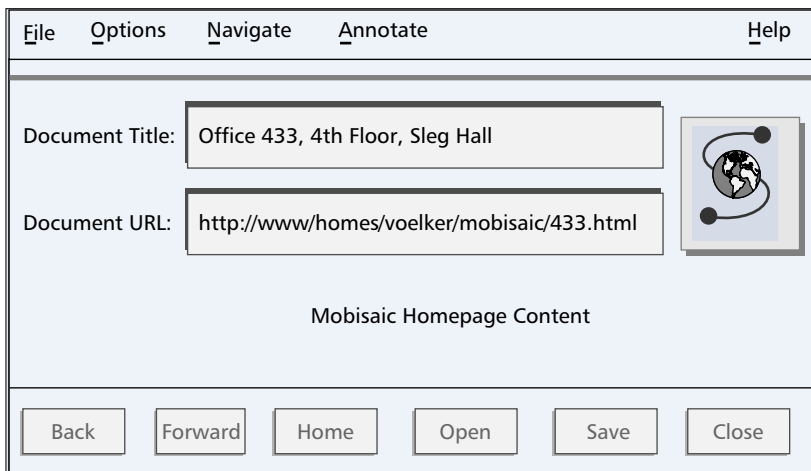 File Options Navigate Annotate Help
Document Title: Office 433, 4th Floor, Sleg Hall
Document URL: http://www/homes/voelker/mobisaic/433.html
Mobisaic Homepage Content
Back Forward Home Open Save Close